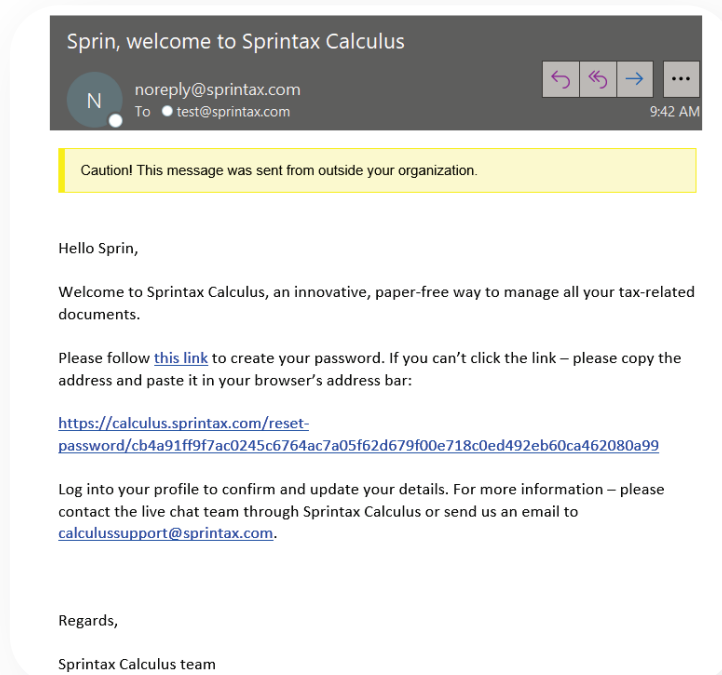 Sprin, welcome to Sprintax Calculus
N
noreply@sprintax.com
To test@sprintax.com
9:42 AM
Caution! This message was sent from outside your organization.
Hello Sprin,
Welcome to Sprintax Calculus, an innovative, paper-free way to manage all your tax-related
documents.
Please follow this link to create your password. If you can’t click the link – please copy the
address and paste it in your browser’s address bar:
https://calculus.sprintax.com/reset-
password/cb4a91ff9f7ac0245c6764ac7a05f62d679f00e718c0ed492eb60ca462080a99
Log into your profile to confirm and update your details. For more information – please
contact the live chat team through Sprintax Calculus or send us an email to
calculussupport@sprintax.com.
Regards,
Sprintax Calculus team